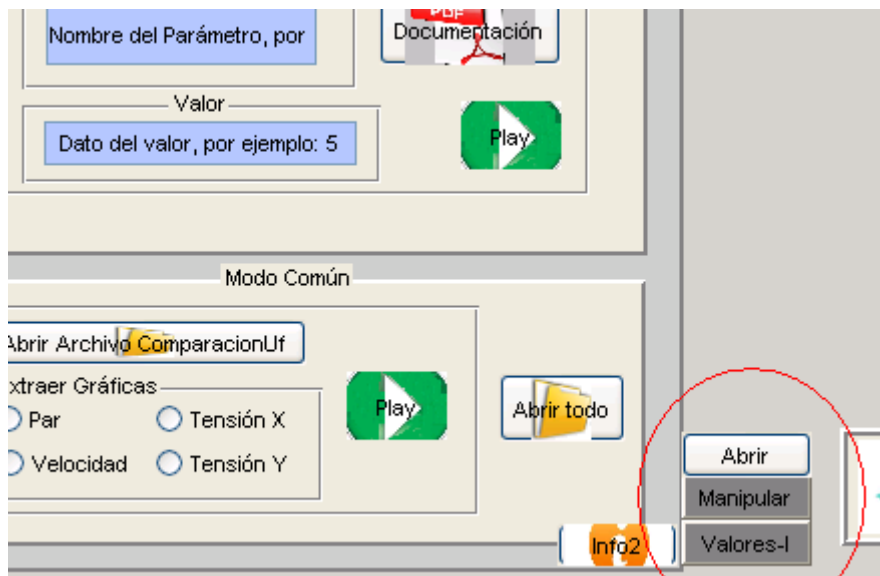 Nombre del Parámetro, por
PDF
Documentación
Valor
Dato del valor, por ejemplo: 5
Play
Modo Común
Abrir Archivo ComparacionUf
xtraer Gráficas
Par
Tensión X
Velocidad
Tensión Y
Play
Abrir todo
Abrir
Manipular
Info2
Valores-I